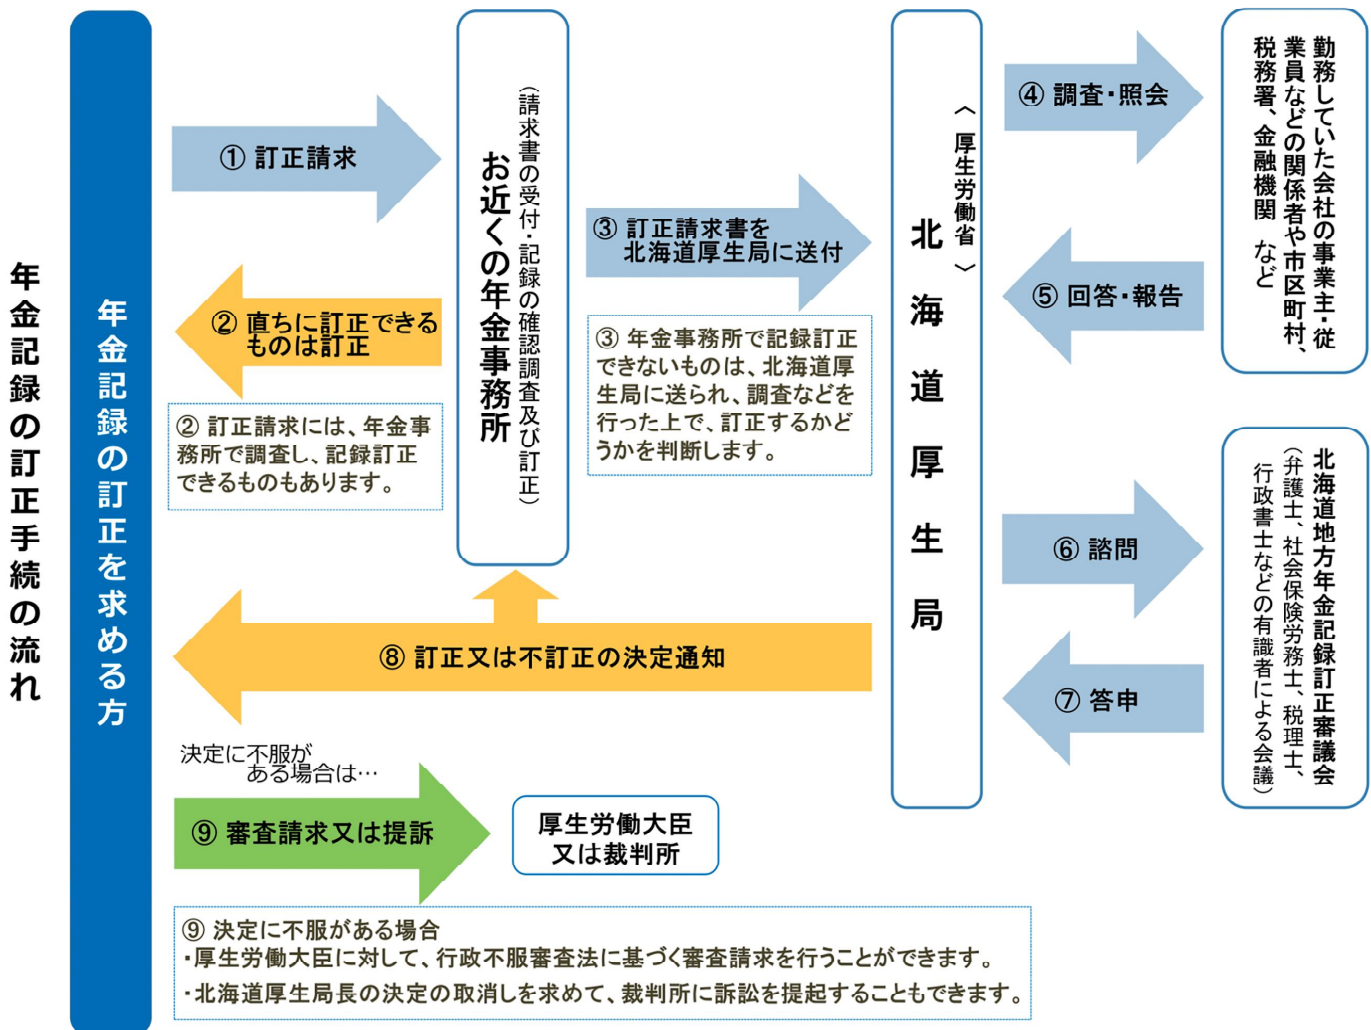 年金記録の訂正手続の流れ
年金記録の訂正を求める方
① 訂正請求
② 直ちに訂正できる
ものは訂正
② 訂正請求には、年金事
務所で調査し、記録訂正
できるものもあります。
お近くの年金事務所
（請求書の受付・記録の確認調査及び訂正）
③ 訂正請求書を
北海道厚生局に送付
③ 年金事務所で記録訂正
できないものは、北海道厚
生局に送られ、調査などを
行った上で、訂正するかど
うかを判断します。
〈厚生労働省〉
北海道厚生局
④ 調査・照会
⑤ 回答・報告
勤務していた会社の事業主・従
業員などの関係者や市区町村、
税務署、金融機関 など
⑥ 諮問
⑦ 答申
北海道地方年金記録訂正審議会
（弁護士、社会保険労務士、税理士、
行政書士などの有識者による会議）
⑧ 訂正又は不訂正の決定通知
決定に不服が
ある場合は…
⑨ 審査請求又は提訴
厚生労働大臣
又は裁判所
⑨ 決定に不服がある場合
・厚生労働大臣に対して、行政不服審査法に基づく審査請求を行うことができます。
・北海道厚生局長の決定の取消しを求めて、裁判所に訴訟を提起することもできます。